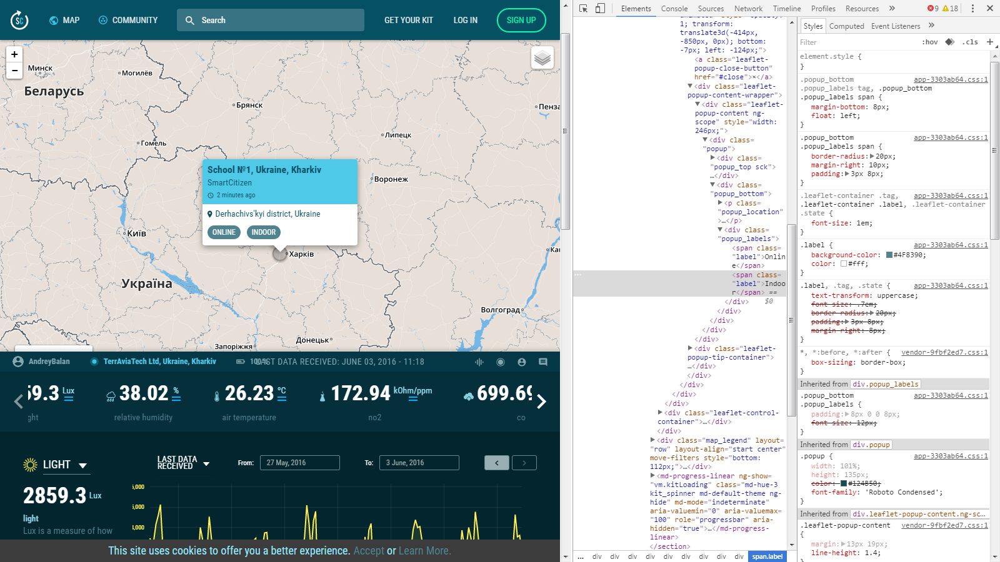 SC
MAP
COMMUNITY
Search
GET YOUR KIT
LOG IN
SIGN UP
+
−
Минск
Могилёв
Беларусь
Брянск
Пенза
Липецк
Гомель
Воронеж
Київ
Харків
Україна
Волгоград
Донецьк
Запоріжжя
School №1, Ukraine, Kharkiv
SmartCitizen
2 minutes ago
Derhachivs'kyi district, Ukraine
ONLINE INDOOR
AndreyBalan
TerrAviaTech Ltd, Ukraine, Kharkiv
LAST DATA RECEIVED: JUNE 03, 2016 - 11:18
59.3 Lux
38.02 %
26.23 ºC
172.94 kOhm/ppm
699.69
ght
relative humidity
air temperature
no2
co
LIGHT
LAST DATA
RECEIVED
From: 27 May, 2016
To: 3 June, 2016
< >
2859.3 Lux
light
Lux is a measure of how
5,000
4,000
This site uses cookies to offer you a better experience. Accept or Learn More.
Elements Console Sources Network Timeline Profiles Resources » 9 18
1; transform:
translate3d(-414px,
-850px, 0px); bottom:
-7px; left: -124px;">
<a class="leaflet-
popup-close-button"
href="#close">×</a>
<div class="leaflet-
popup-content-wrapper">
<div class="leaflet-
popup-content ng-
scope" style="width:
246px;">
<div class=
"popup">
<div class=
"popup_top sck">
…</div>
<div class=
"popup_bottom">
<p class=
"popup_location"
>…</p>
<div class=
"popup_labels">
<span class=
"label">Onlin
e</span>
<span class=
"label">Indoo
r</span> ==
</div> $0
</div>
</div>
</div>
</div>
<div class="leaflet-
popup-tip-container">
…</div>
</div>
</div>
</div>
</div>
<div class="leaflet-control-
container">…</div>
</div>
<div class="map_legend" layout=
"row" layout-align="start center"
move-filters style="bottom:
112px;">…</div>
<md-progress-linear ng-show=
"vm.kitLoading" class="md-hue-3
kit_spinner md-default-theme ng-
hide" md-mode="indeterminate"
aria-valuemin="0" aria-valuemax=
"100" role="progressbar" aria-
hidden="true">…</md-progress-
linear>
</section>
... div div div div div div div div div span.label
Styles Computed Event Listeners »
Filter :hov .cls +
element.style {
}
.popup_bottom app-3303ab64.css:1
.popup_labels tag, .popup_bottom
.popup_labels span {
margin-bottom: 8px;
float: left;
}
.popup_bottom app-3303ab64.css:1
.popup_labels span {
border-radius: 20px;
margin-right: 10px;
padding: 3px 8px;
}
.leaflet-container .tag, app-3303ab64.css:1
.leaflet-container .label, .leaflet-container
.state {
font-size: 1em;
}
.label { app-3303ab64.css:1
background-color: #4F8390;
color: #fff;
}
.label, .tag, .state { app-3303ab64.css:1
text-transform: uppercase;
font-size: .7em;
border-radius: 20px;
padding: 3px 8px;
margin-right: 8px;
}
*, *:before, *:after { vendor-9fbf2ed7.css:1
box-sizing: border-box;
}
Inherited from div.popup_labels
.popup_bottom app-3303ab64.css:1
.popup_labels {
padding: 8px 0 0 8px;
font-size: 12px;
}
Inherited from div.popup
.popup { app-3303ab64.css:1
width: 101%;
height: 135px;
color: #124B50;
font-family: 'Roboto Condensed';
}
Inherited from div.leaflet-popup-content.ng-sc…
.leaflet-popup-content vendor-9fbf2ed7.css:1
{
margin: 13px 19px;
line-height: 1.4;